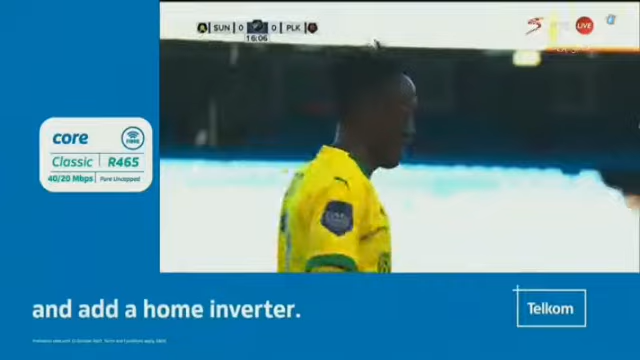 SUN 0 0 PLK
16:06
LIVE
core
Classic R465
40/20 Mbps Pure Uncapped
and add a home inverter.
Telkom